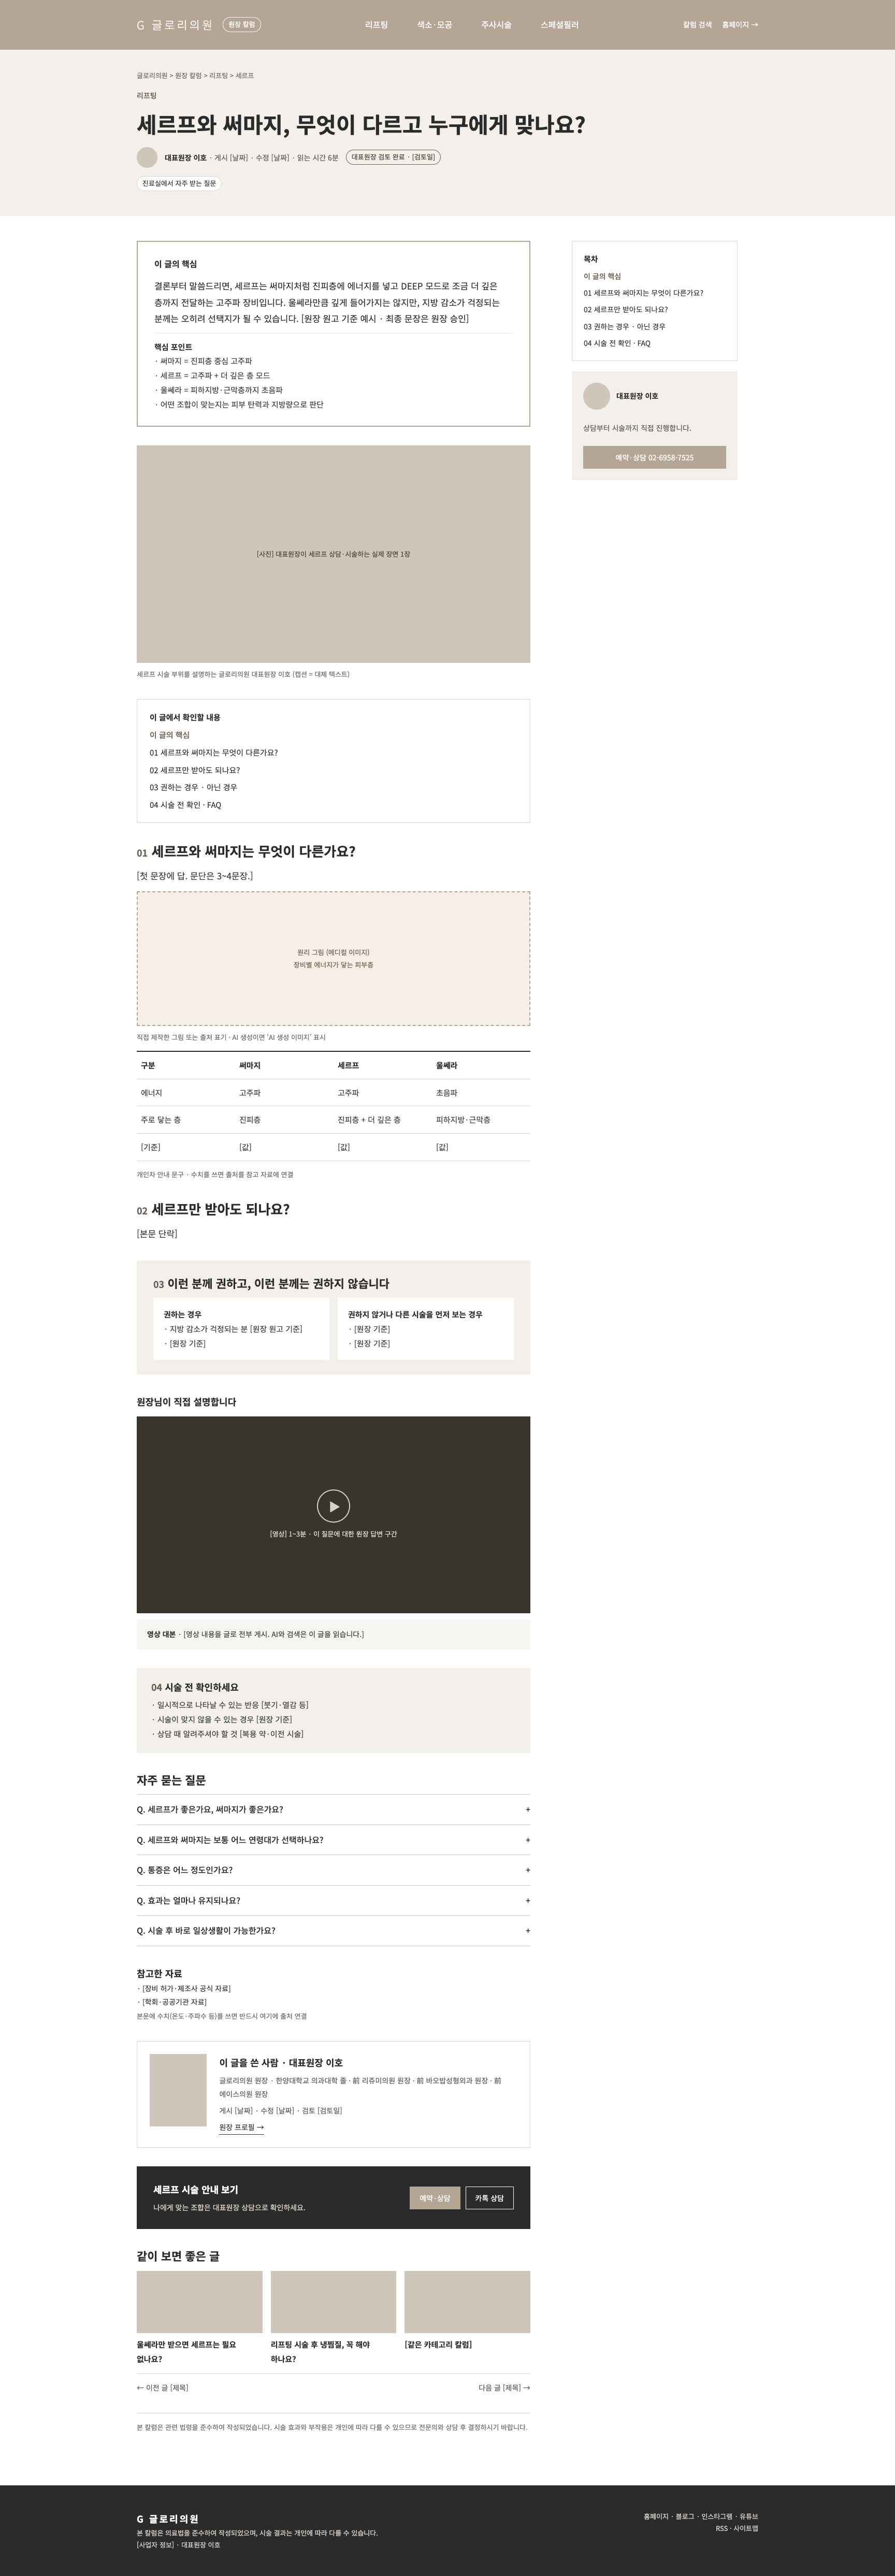 G 글로리의원 원장 칼럼 리프팅 색소·모공 주사시술 스페셜필러 칼럼 검색 홈페이지 →
글로리의원 > 원장 칼럼 > 리프팅 > 세르프
리프팅
세르프와 써마지, 무엇이 다르고 누구에게 맞나요?
대표원장 이호 · 게시 [날짜] · 수정 [날짜] · 읽는 시간 6분 대표원장 검토 완료 · [검토일]
진료실에서 자주 받는 질문
이 글의 핵심
결론부터 말씀드리면, 세르프는 써마지처럼 진피층에 에너지를 넣고 DEEP 모드로 조금 더 깊은
층까지 전달하는 고주파 장비입니다. 울쎄라만큼 깊게 들어가지는 않지만, 지방 감소가 걱정되는
분께는 오히려 선택지가 될 수 있습니다. [원장 원고 기준 예시 · 최종 문장은 원장 승인]
핵심 포인트
· 써마지 = 진피층 중심 고주파
· 세르프 = 고주파 + 더 깊은 층 모드
· 울쎄라 = 피하지방·근막층까지 초음파
· 어떤 조합이 맞는지는 피부 탄력과 지방량으로 판단
목차
이 글의 핵심
01 세르프와 써마지는 무엇이 다른가요?
02 세르프만 받아도 되나요?
03 권하는 경우 · 아닌 경우
04 시술 전 확인 · FAQ
대표원장 이호
상담부터 시술까지 직접 진행합니다.
예약·상담 02-6958-7525
[사진] 대표원장이 세르프 상담·시술하는 실제 장면 1장
세르프 시술 부위를 설명하는 글로리의원 대표원장 이호 (캡션 = 대체 텍스트)
이 글에서 확인할 내용
이 글의 핵심
01 세르프와 써마지는 무엇이 다른가요?
02 세르프만 받아도 되나요?
03 권하는 경우 · 아닌 경우
04 시술 전 확인 · FAQ
01 세르프와 써마지는 무엇이 다른가요?
[첫 문장에 답. 문단은 3~4문장.]
원리 그림 (메디컬 이미지)
장비별 에너지가 닿는 피부층
직접 제작한 그림 또는 출처 표기 · AI 생성이면 'AI 생성 이미지' 표시
구분 써마지 세르프 울쎄라
에너지 고주파 고주파 초음파
주로 닿는 층 진피층 진피층 + 더 깊은 층 피하지방·근막층
[기준] [값] [값] [값]
개인차 안내 문구 · 수치를 쓰면 출처를 참고 자료에 연결
02 세르프만 받아도 되나요?
[본문 단락]
03 이런 분께 권하고, 이런 분께는 권하지 않습니다
권하는 경우
· 지방 감소가 걱정되는 분 [원장 원고 기준]
· [원장 기준]
권하지 않거나 다른 시술을 먼저 보는 경우
· [원장 기준]
· [원장 기준]
원장님이 직접 설명합니다
[영상] 1~3분 · 이 질문에 대한 원장 답변 구간
영상 대본 · [영상 내용을 글로 전부 게시. AI와 검색은 이 글을 읽습니다.]
04 시술 전 확인하세요
· 일시적으로 나타날 수 있는 반응 [붓기·열감 등]
· 시술이 맞지 않을 수 있는 경우 [원장 기준]
· 상담 때 알려주셔야 할 것 [복용 약·이전 시술]
자주 묻는 질문
Q. 세르프가 좋은가요, 써마지가 좋은가요? +
Q. 세르프와 써마지는 보통 어느 연령대가 선택하나요? +
Q. 통증은 어느 정도인가요? +
Q. 효과는 얼마나 유지되나요? +
Q. 시술 후 바로 일상생활이 가능한가요? +
참고한 자료
· [장비 허가·제조사 공식 자료]
· [학회·공공기관 자료]
본문에 수치(온도·주파수 등)를 쓰면 반드시 여기에 출처 연결
이 글을 쓴 사람 · 대표원장 이호
글로리의원 원장 · 한양대학교 의과대학 졸 · 前 리쥬미의원 원장 · 前 바오밥성형외과 원장 · 前
에이스의원 원장
게시 [날짜] · 수정 [날짜] · 검토 [검토일]
원장 프로필 →
세르프 시술 안내 보기
나에게 맞는 조합은 대표원장 상담으로 확인하세요.
예약·상담 카톡 상담
같이 보면 좋은 글
울쎄라만 받으면 세르프는 필요
없나요?
리프팅 시술 후 냉찜질, 꼭 해야
하나요?
[같은 카테고리 칼럼]
← 이전 글 [제목] 다음 글 [제목] →
본 칼럼은 관련 법령을 준수하여 작성되었습니다. 시술 효과와 부작용은 개인에 따라 다를 수 있으므로 전문의와 상담 후 결정하시기 바랍니다.
G 글로리의원
본 칼럼은 의료법을 준수하여 작성되었으며, 시술 결과는 개인에 따라 다를 수 있습니다.
[사업자 정보] · 대표원장 이호
홈페이지 · 블로그 · 인스타그램 · 유튜브
RSS · 사이트맵